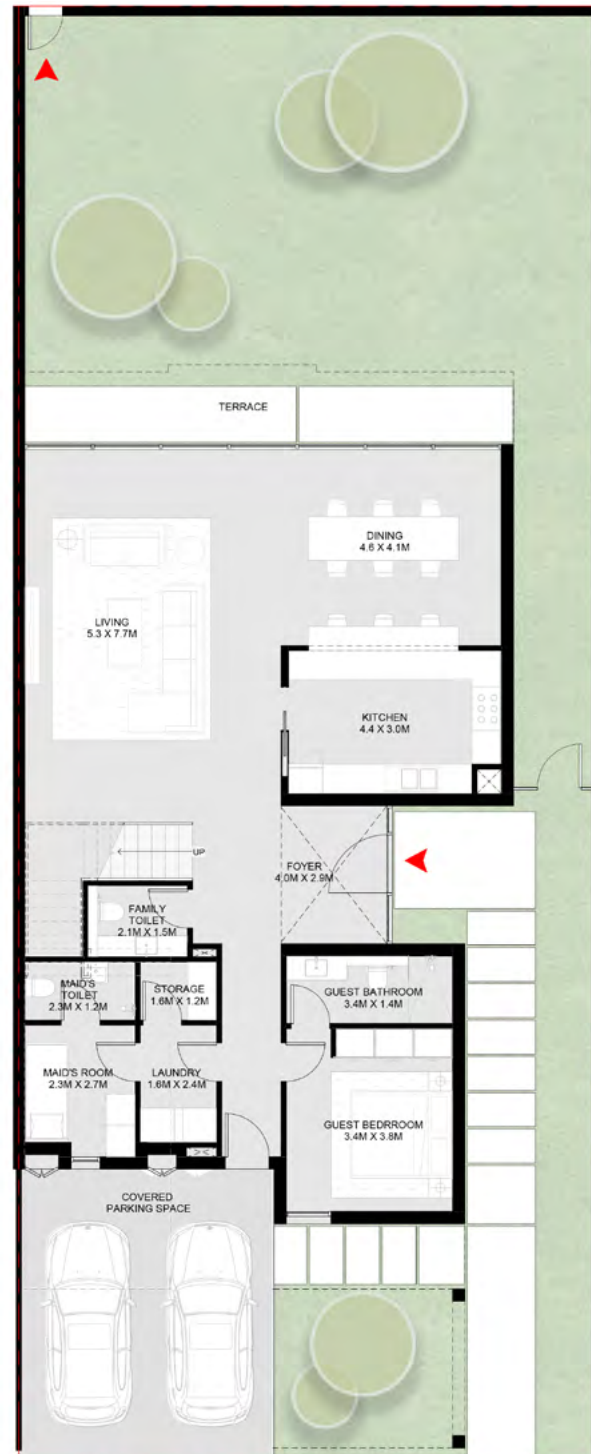 TERRACE
DINING
4.6 X 4.1M
LIVING
5.3 X 7.7M
KITCHEN
4.4 X 3.0M
UP
FOYER
4.0M X 2.9M
FAMILY
TOILET
2.1M X 1.5M
MAID'S
TOILET
2.3M X 1.2M
STORAGE
1.6M X 1.2M
GUEST BATHROOM
3.4M X 1.4M
MAID'S ROOM
2.3M X 2.7M
LAUNDRY
1.6M X 2.4M
GUEST BEDRROOM
3.4M X 3.8M
COVERED
PARKING SPACE